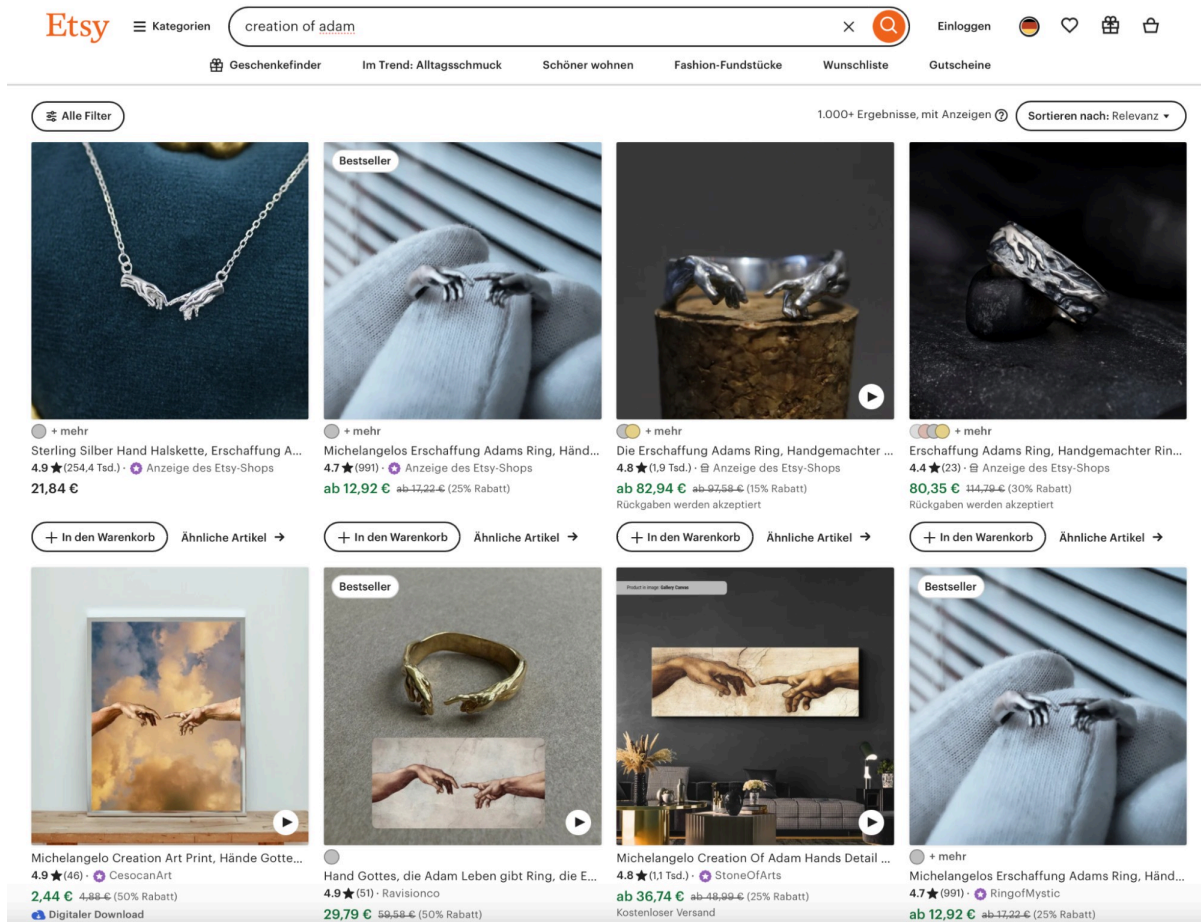 Etsy
Kategorien
creation of adam
Einloggen
Geschenkefinder
Im Trend: Alltagsschmuck
Schöner wohnen
Fashion-Fundstücke
Wunschliste
Gutscheine
Alle Filter
1.000+ Ergebnisse, mit Anzeigen
Sortieren nach: Relevanz
Bestseller
+ mehr
+ mehr
+ mehr
+ mehr
Sterling Silber Hand Halskette, Erschaffung A...
Michelangelos Erschaffung Adams Ring, Händ...
Die Erschaffung Adams Ring, Handgemachter ...
Erschaffung Adams Ring, Handgemachter Rin...
4.9 ★ (254,4 Tsd.) · Anzeige des Etsy-Shops
4.7 ★ (991) · Anzeige des Etsy-Shops
4.8 ★ (1,9 Tsd.) · Anzeige des Etsy-Shops
4.4 ★ (23) · Anzeige des Etsy-Shops
21,84 €
ab 12,92 € ab 17,22 € (25% Rabatt)
ab 82,94 € ab 97,58 € (15% Rabatt)
80,35 € 114,79 € (30% Rabatt)
Rückgaben werden akzeptiert
Rückgaben werden akzeptiert
+ In den Warenkorb Ähnliche Artikel →
+ In den Warenkorb Ähnliche Artikel →
+ In den Warenkorb Ähnliche Artikel →
+ In den Warenkorb Ähnliche Artikel →
Bestseller
Product in image: Gallery Canvas
Bestseller
+ mehr
Michelangelo Creation Art Print, Hände Gotte...
Hand Gottes, die Adam Leben gibt Ring, die E...
Michelangelo Creation Of Adam Hands Detail ...
Michelangelos Erschaffung Adams Ring, Händ...
4.9 ★ (46) · CesocanArt
4.9 ★ (51) · Ravisionco
4.8 ★ (1,1 Tsd.) · StoneOfArts
4.7 ★ (991) · RingofMystic
2,44 € 4,88 € (50% Rabatt)
29,79 € 59,58 € (50% Rabatt)
ab 36,74 € ab 48,99 € (25% Rabatt)
ab 12,92 € ab 17,22 € (25% Rabatt)
Digitaler Download
Kostenloser Versand